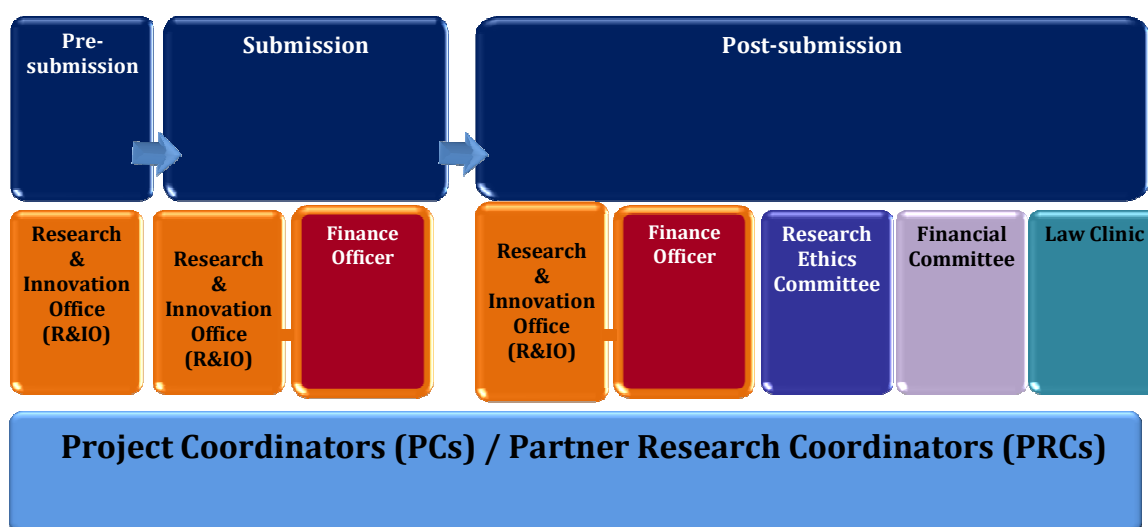 Pre-
submission
Submission
Post-submission
Research
&
Innovation
Office
(R&IO)
Research
&
Innovation
Office
(R&IO)
Finance
Officer
Research
&
Innovation
Office
(R&IO)
Finance
Officer
Research
Ethics
Committee
Financial
Committee
Law Clinic
Project Coordinators (PCs) / Partner Research Coordinators (PRCs)